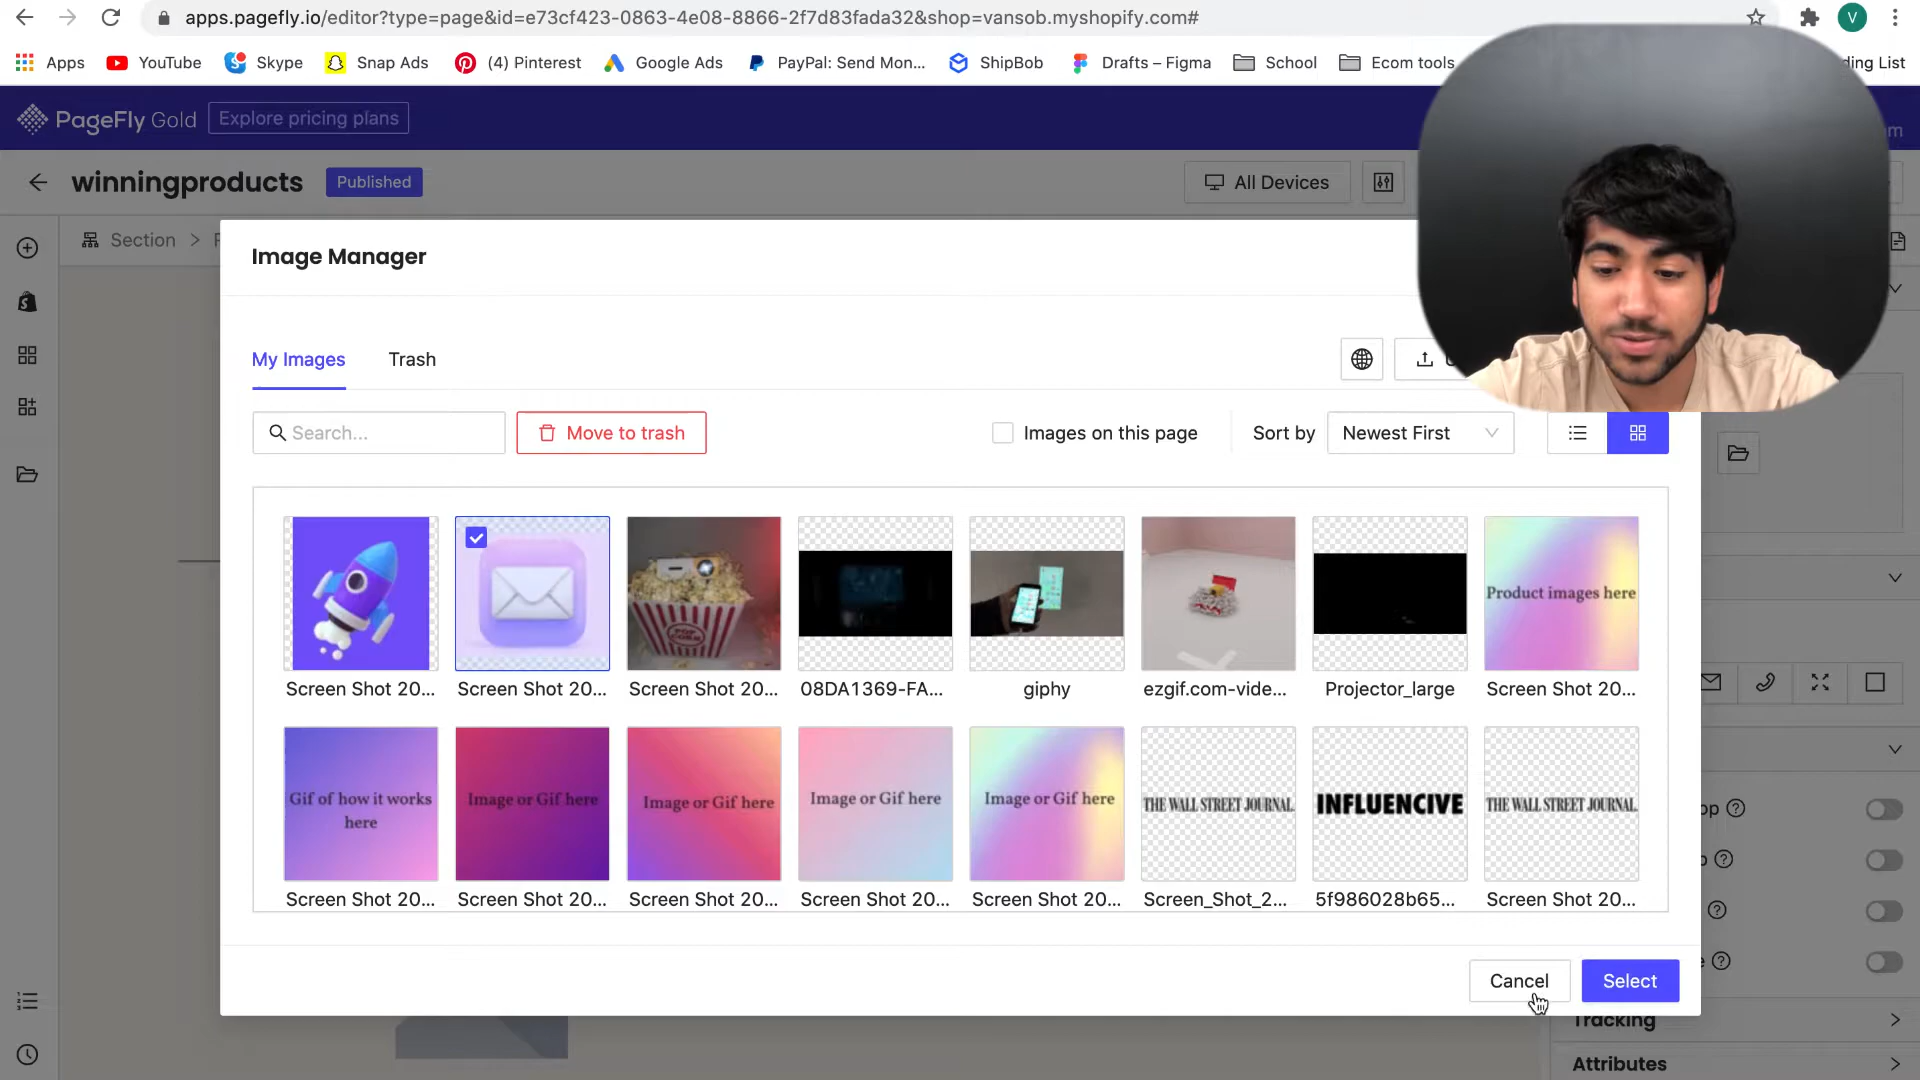 apps.pagefly.io/editor?type=page&id=e73cf423-0863-4e08-8866-2f7d83fada32&shop=vansob.myshopify.com#
V
Apps YouTube Skype Snap Ads (4) Pinterest Google Ads PayPal: Send Mon... ShipBob Drafts – Figma School Ecom tools ding List
PageFly Gold Explore pricing plans
winningproducts Published All Devices
Section >
Image Manager
My Images Trash
Search... Move to trash Images on this page Sort by Newest First
POP CORN
Product images here
Screen Shot 20... Screen Shot 20... Screen Shot 20... 08DA1369-FA... giphy ezgif.com-vide... Projector_large Screen Shot 20...
Gif of how it works here
Image or Gif here
Image or Gif here
Image or Gif here
Image or Gif here
THE WALL STREET JOURNAL.
INFLUENCIVE
THE WALL STREET JOURNAL.
Screen Shot 20... Screen Shot 20... Screen Shot 20... Screen Shot 20... Screen Shot 20... Screen_Shot_2... 5f986028b65... Screen Shot 20...
Cancel Select
Tracking
Attributes